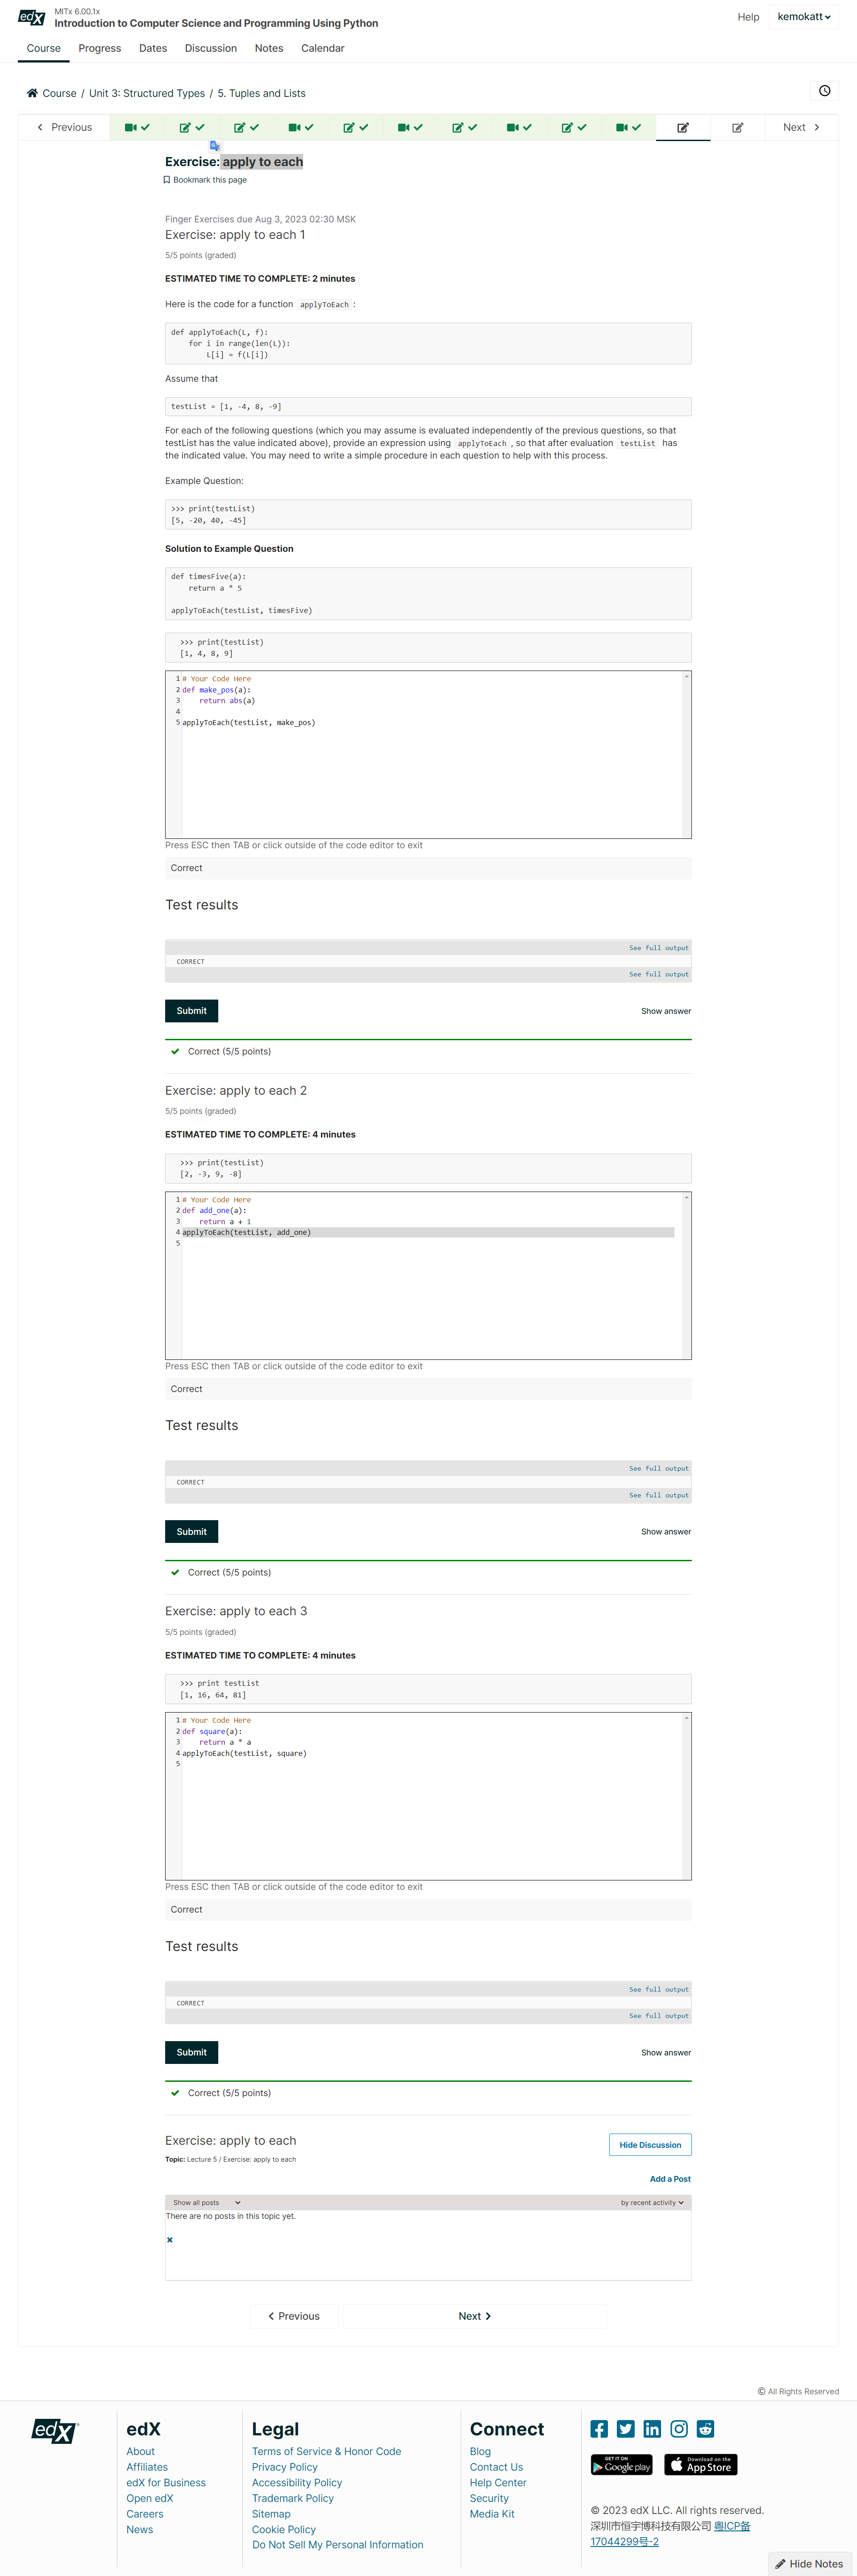 edX
MITx 6.00.1x
Introduction to Computer Science and Programming Using Python
Help
kemokatt
Course Progress Dates Discussion Notes Calendar
Course / Unit 3: Structured Types / 5. Tuples and Lists
Previous
Next
Exercise: apply to each
Bookmark this page
Finger Exercises due Aug 3, 2023 02:30 MSK
Exercise: apply to each 1
5/5 points (graded)
ESTIMATED TIME TO COMPLETE: 2 minutes
Here is the code for a function applyToEach :
def applyToEach(L, f):
    for i in range(len(L)):
        L[i] = f(L[i])
Assume that
testList = [1, -4, 8, -9]
For each of the following questions (which you may assume is evaluated independently of the previous questions, so that
testList has the value indicated above), provide an expression using applyToEach , so that after evaluation testList has
the indicated value. You may need to write a simple procedure in each question to help with this process.
Example Question:
>>> print(testList)
[5, -20, 40, -45]
Solution to Example Question
def timesFive(a):
    return a * 5
applyToEach(testList, timesFive)
>>> print(testList)
[1, 4, 8, 9]
1 # Your Code Here
2 def make_pos(a):
3     return abs(a)
4
5 applyToEach(testList, make_pos)
Press ESC then TAB or click outside of the code editor to exit
Correct
Test results
See full output
CORRECT
See full output
Submit
Show answer
Correct (5/5 points)
Exercise: apply to each 2
5/5 points (graded)
ESTIMATED TIME TO COMPLETE: 4 minutes
>>> print(testList)
[2, -3, 9, -8]
1 # Your Code Here
2 def add_one(a):
3     return a + 1
4 applyToEach(testList, add_one)
5
Press ESC then TAB or click outside of the code editor to exit
Correct
Test results
See full output
CORRECT
See full output
Submit
Show answer
Correct (5/5 points)
Exercise: apply to each 3
5/5 points (graded)
ESTIMATED TIME TO COMPLETE: 4 minutes
>>> print testList
[1, 16, 64, 81]
1 # Your Code Here
2 def square(a):
3     return a * a
4 applyToEach(testList, square)
5
Press ESC then TAB or click outside of the code editor to exit
Correct
Test results
See full output
CORRECT
See full output
Submit
Show answer
Correct (5/5 points)
Exercise: apply to each
Hide Discussion
Topic: Lecture 5 / Exercise: apply to each
Add a Post
Show all posts
by recent activity
There are no posts in this topic yet.
Previous
Next
© All Rights Reserved
edX
edX
About
Affiliates
edX for Business
Open edX
Careers
News
Legal
Terms of Service & Honor Code
Privacy Policy
Accessibility Policy
Trademark Policy
Sitemap
Cookie Policy
Do Not Sell My Personal Information
Connect
Blog
Contact Us
Help Center
Security
Media Kit
GET IT ON
Google play
Download on the
App Store
© 2023 edX LLC. All rights reserved.
深圳市恒宇博科技有限公司 粤ICP备
17044299号-2
Hide Notes